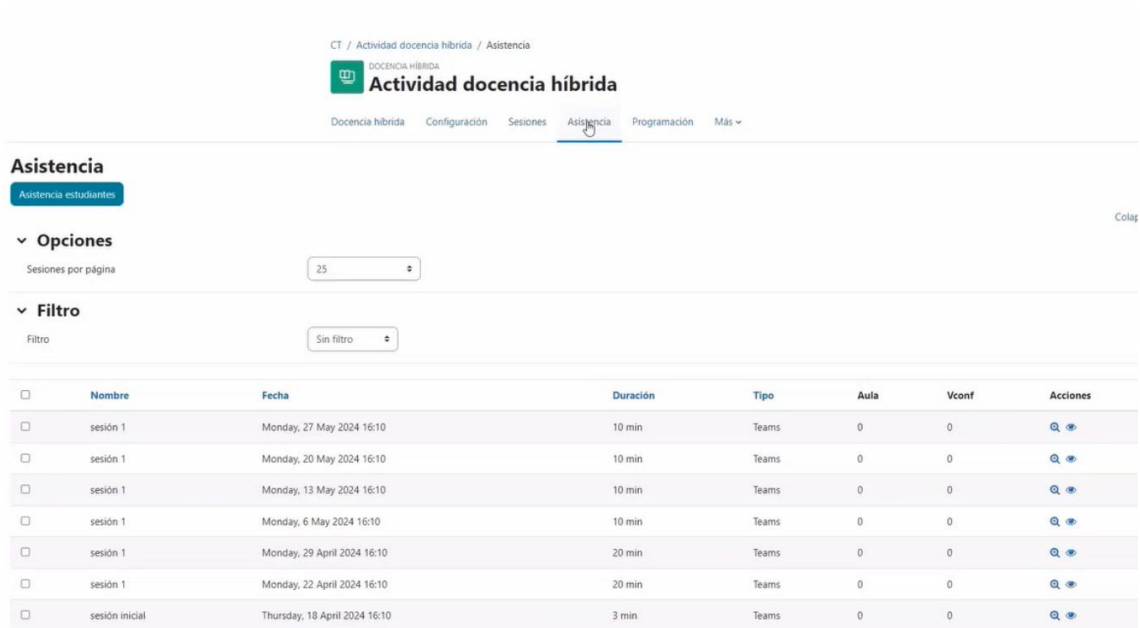 CT / Actividad docencia híbrida / Asistencia
DOCENCIA HÍBRIDA
Actividad docencia híbrida
Docencia híbrida Configuración Sesiones Asistencia Programación Más
Asistencia
Asistencia estudiantes
Opciones
Sesiones por página 25
Filtro
Filtro Sin filtro
Nombre Fecha Duración Tipo Aula Vconf Acciones
sesión 1 Monday, 27 May 2024 16:10 10 min Teams 0 0
sesión 1 Monday, 20 May 2024 16:10 10 min Teams 0 0
sesión 1 Monday, 13 May 2024 16:10 10 min Teams 0 0
sesión 1 Monday, 6 May 2024 16:10 10 min Teams 0 0
sesión 1 Monday, 29 April 2024 16:10 20 min Teams 0 0
sesión 1 Monday, 22 April 2024 16:10 20 min Teams 0 0
sesión inicial Thursday, 18 April 2024 16:10 3 min Teams 0 0